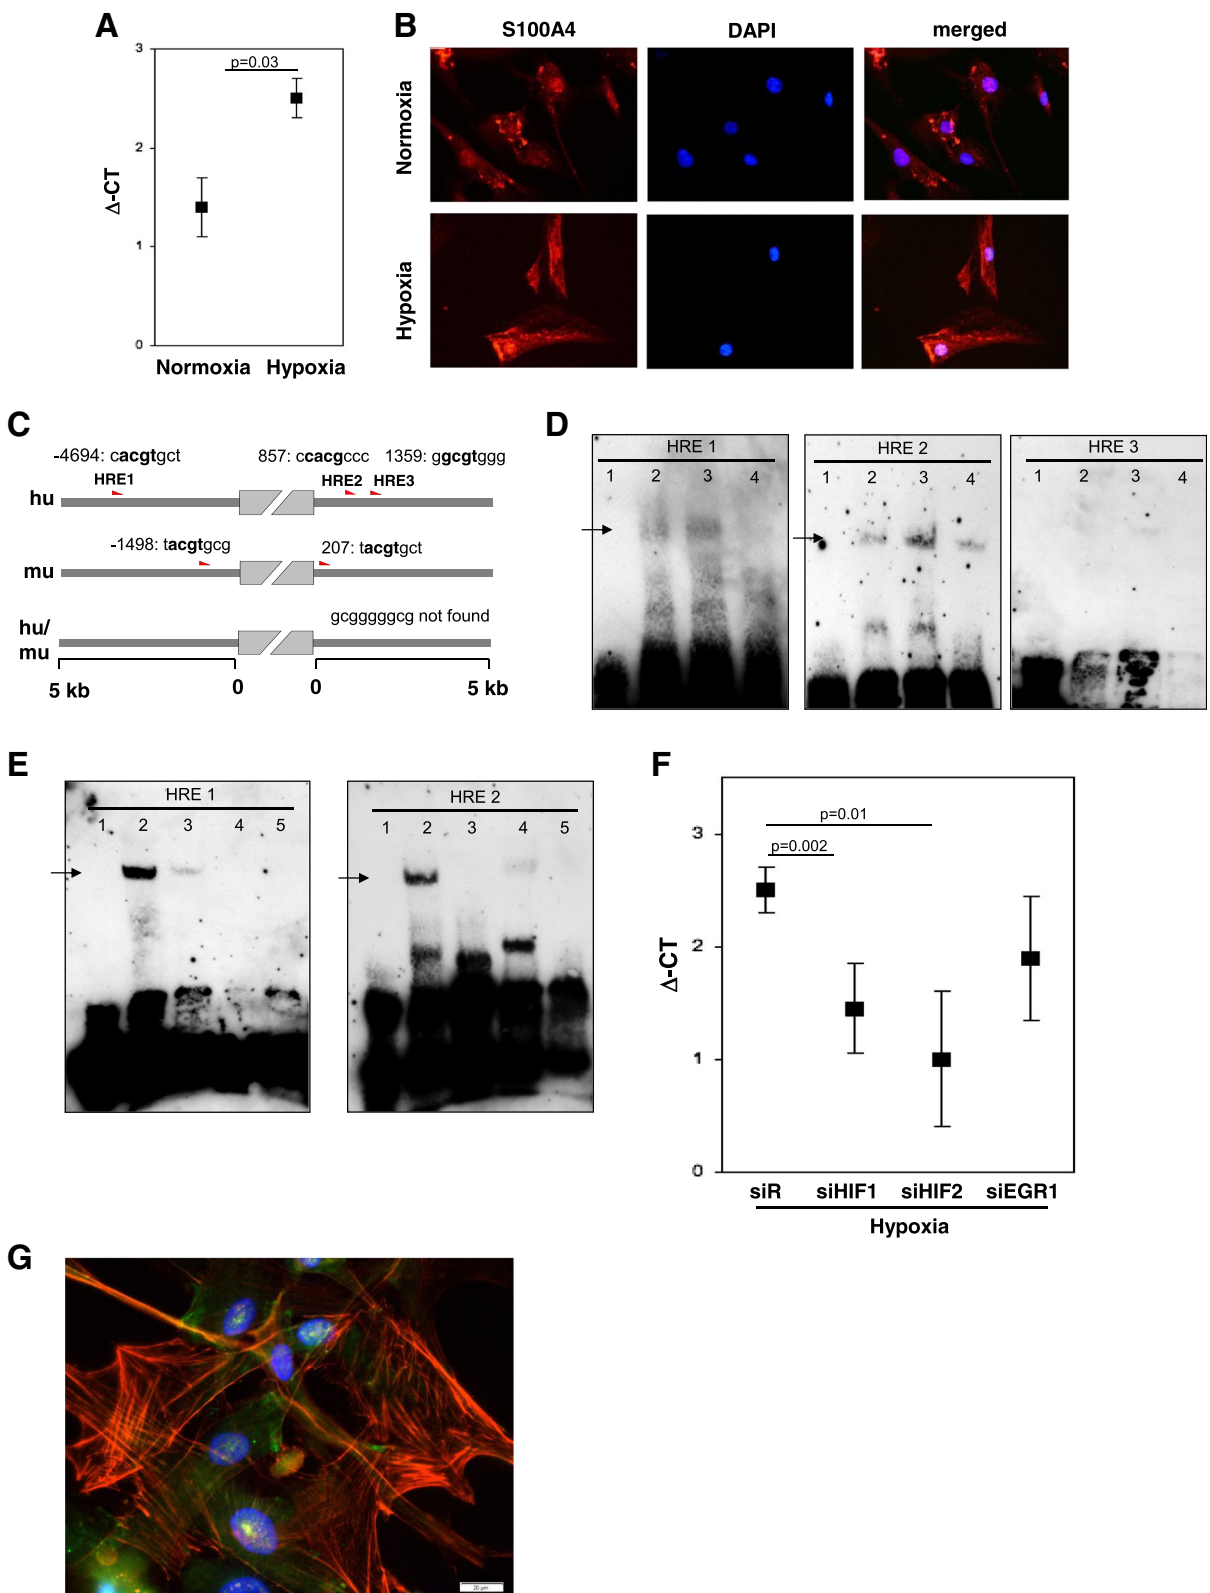 A
3
2
1
0
Δ-CT
p=0.03
Normoxia Hypoxia
B
S100A4 DAPI merged
Normoxia
Hypoxia
C
-4694: cacgtgct 857: ccacgccc 1359: ggcgtggg
HRE1 HRE2 HRE3
hu
-1498: tacgtgcg 207: tacgtgct
mu
gcgggggcg not found
hu/
mu
5 kb 0 0 5 kb
D
HRE 1 HRE 2 HRE 3
1 2 3 4 1 2 3 4 1 2 3 4
E
HRE 1 HRE 2
1 2 3 4 5 1 2 3 4 5
F
3
2
1
0
Δ-CT
p=0.01
p=0.002
siR siHIF1 siHIF2 siEGR1
Hypoxia
G
20 µm